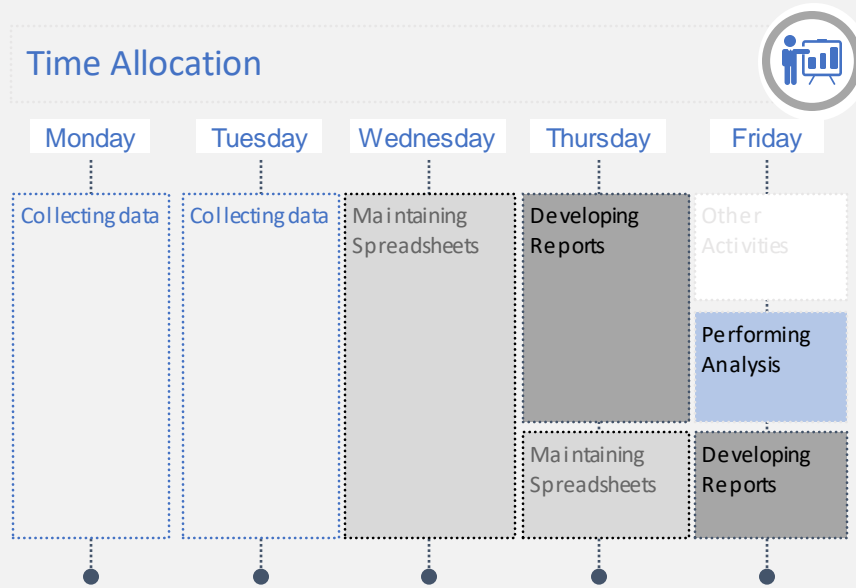 Time Allocation
Monday
Tuesday
Wednesday
Thursday
Friday
Collecting data
Collecting data
Maintaining
Spreadsheets
Developing
Reports
Maintaining
Spreadsheets
Other
Activities
Performing
Analysis
Developing
Reports